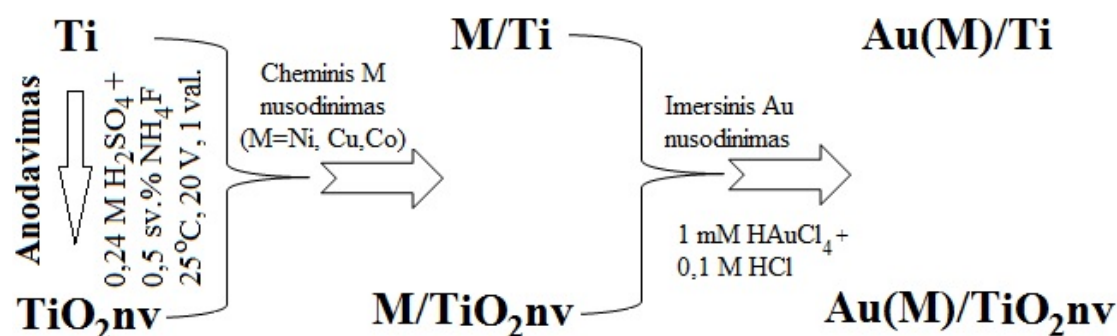 Ti
Anodavimas
0,24 M H₂SO₄ +
0,5 sv.% NH₄F
25°C, 20 V, 1 val.
TiO₂nv
Cheminis M
nusodinimas
(M=Ni, Cu,Co)
M/Ti
M/TiO₂nv
Imersinis Au
nusodinimas
1 mM HAuCl₄ +
0,1 M HCl
Au(M)/Ti
Au(M)/TiO₂nv